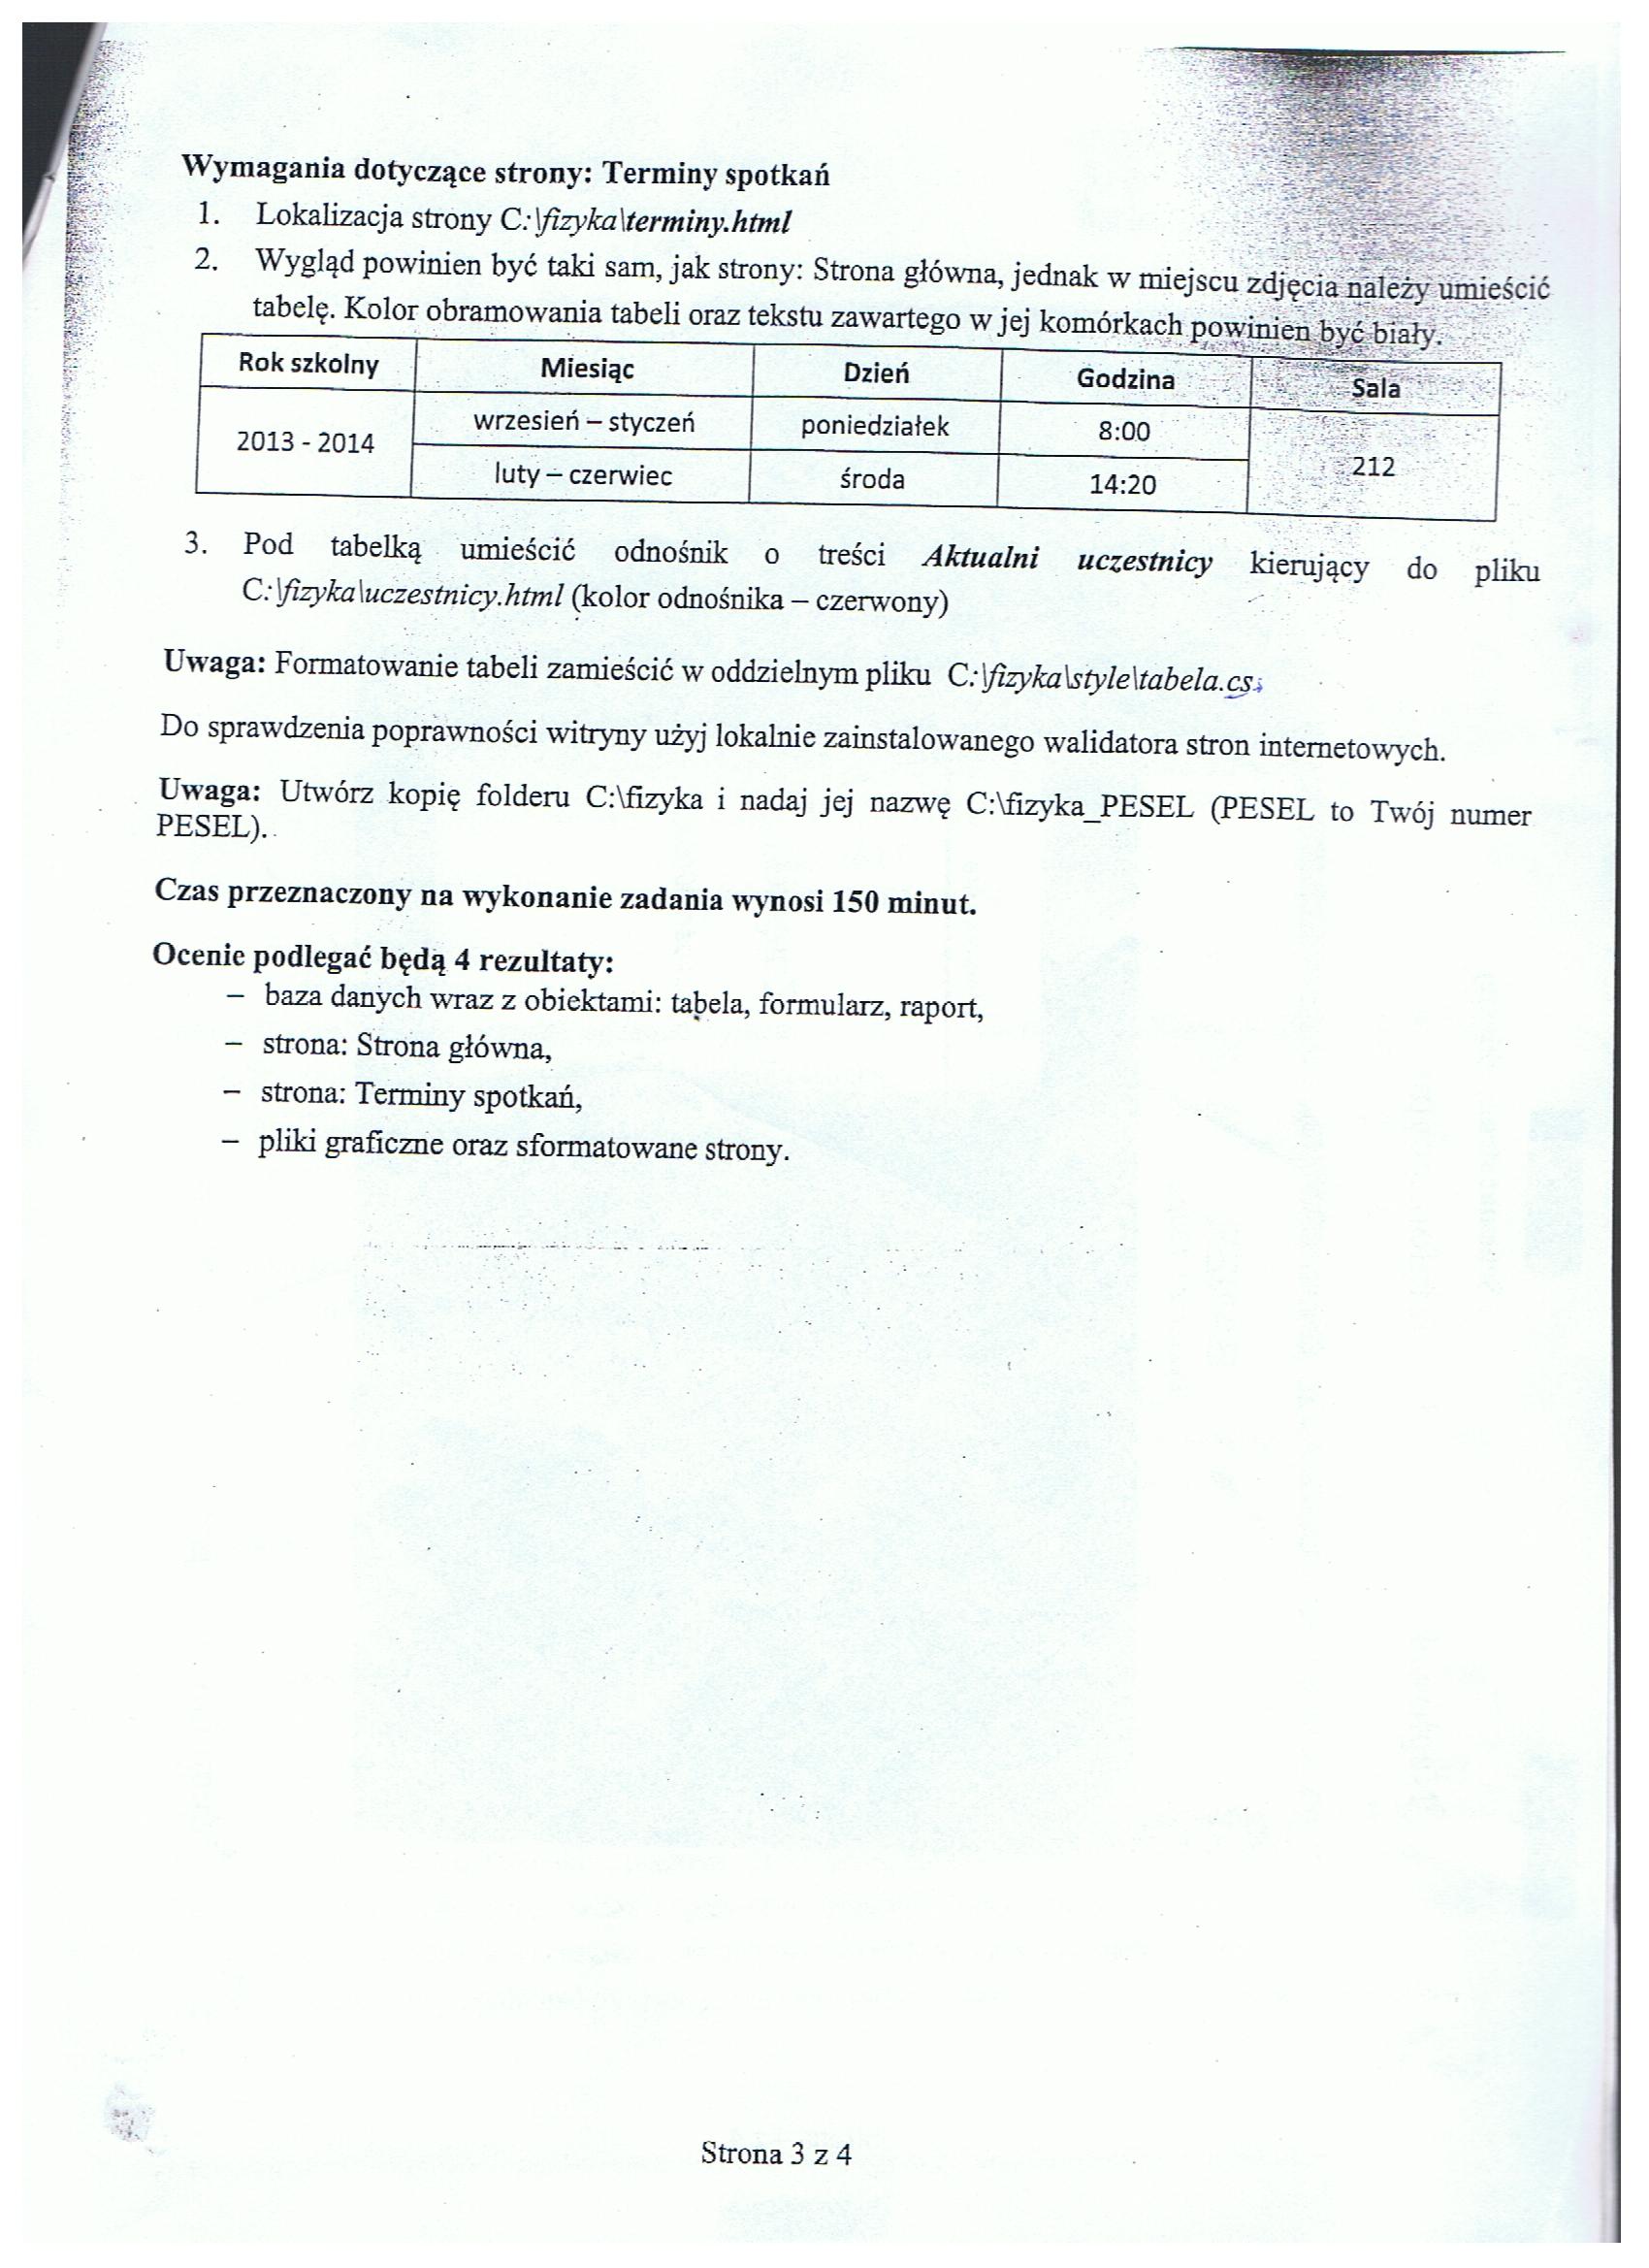 Wymagania dotyczące strony: Terminy spotkań
1. Lokalizacja strony C:\fizyka\terminy.html
2. Wygląd powinien być taki sam, jak strony: Strona główna, jednak w miejscu zdjęcia należy umieścić
tabelę. Kolor obramowania tabeli oraz tekstu zawartego w jej komórkach powinien być biały.
Rok szkolny Miesiąc Dzień Godzina Sala
2013 - 2014 wrzesień – styczeń poniedziałek 8:00 212
luty – czerwiec środa 14:20
3. Pod tabelką umieścić odnośnik o treści Aktualni uczestnicy kierujący do pliku
C:\fizyka\uczestnicy.html (kolor odnośnika – czerwony)
Uwaga: Formatowanie tabeli zamieścić w oddzielnym pliku C:\fizyka\style\tabela.cs
Do sprawdzenia poprawności witryny użyj lokalnie zainstalowanego walidatora stron internetowych.
Uwaga: Utwórz kopię folderu C:\fizyka i nadaj jej nazwę C:\fizyka_PESEL (PESEL to Twój numer
PESEL).
Czas przeznaczony na wykonanie zadania wynosi 150 minut.
Ocenie podlegać będą 4 rezultaty:
– baza danych wraz z obiektami: tabela, formularz, raport,
– strona: Strona główna,
– strona: Terminy spotkań,
– pliki graficzne oraz sformatowane strony.
Strona 3 z 4